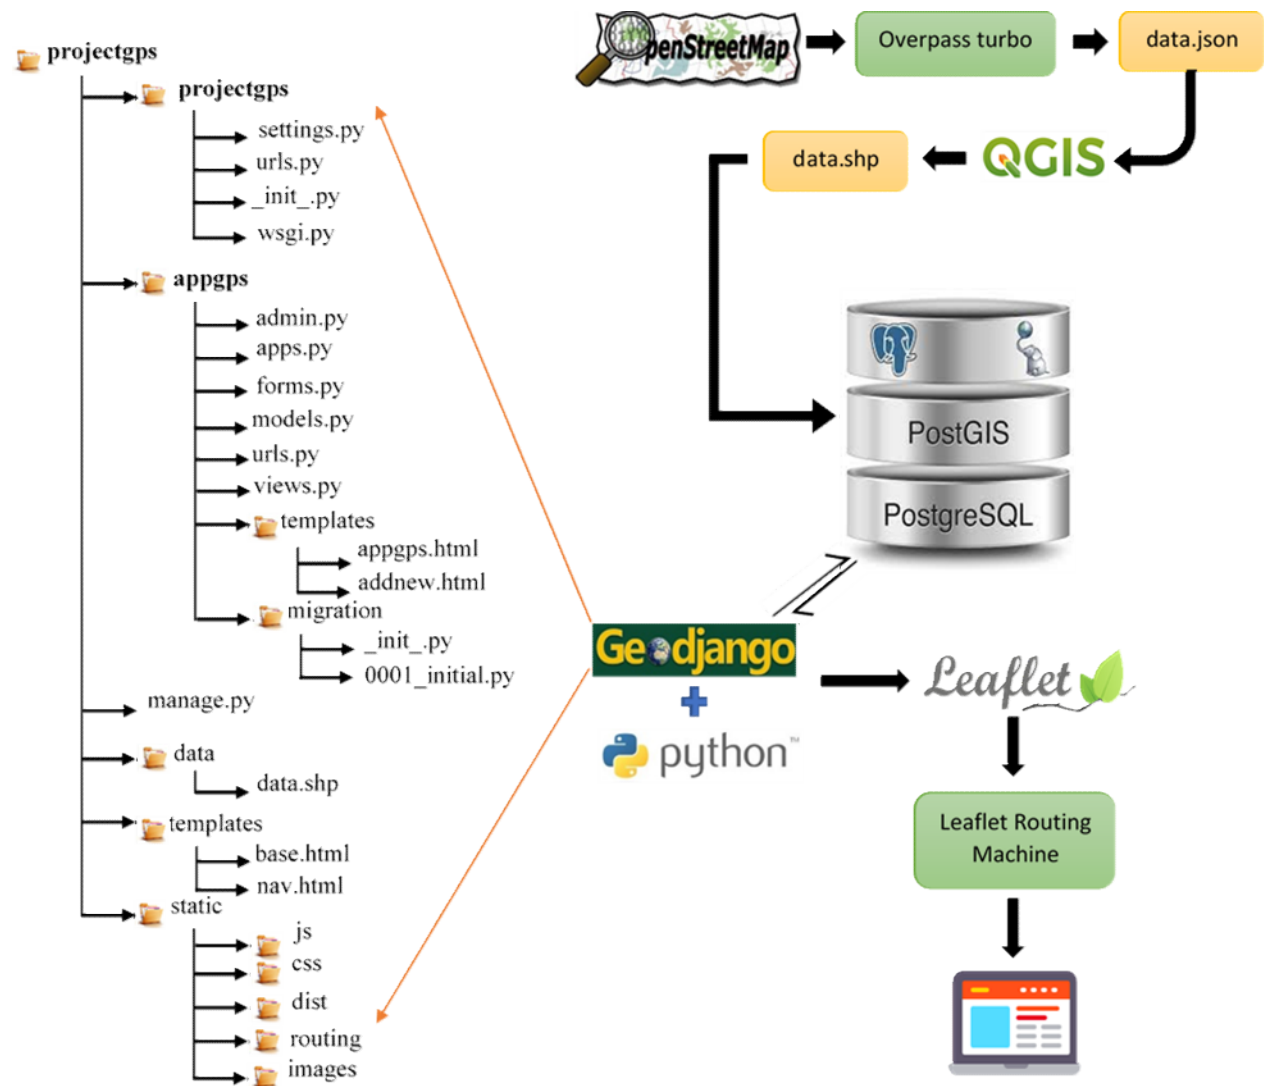 projectgps
projectgps
settings.py
urls.py
_init_.py
wsgi.py
appgps
admin.py
apps.py
forms.py
models.py
urls.py
views.py
templates
appgps.html
addnew.html
migration
_init_.py
0001_initial.py
manage.py
data
data.shp
templates
base.html
nav.html
static
js
css
dist
routing
images
penStreetMap
Overpass turbo
data.json
QGIS
data.shp
PostGIS
PostgreSQL
Geodjango
python™
Leaflet
Leaflet Routing
Machine